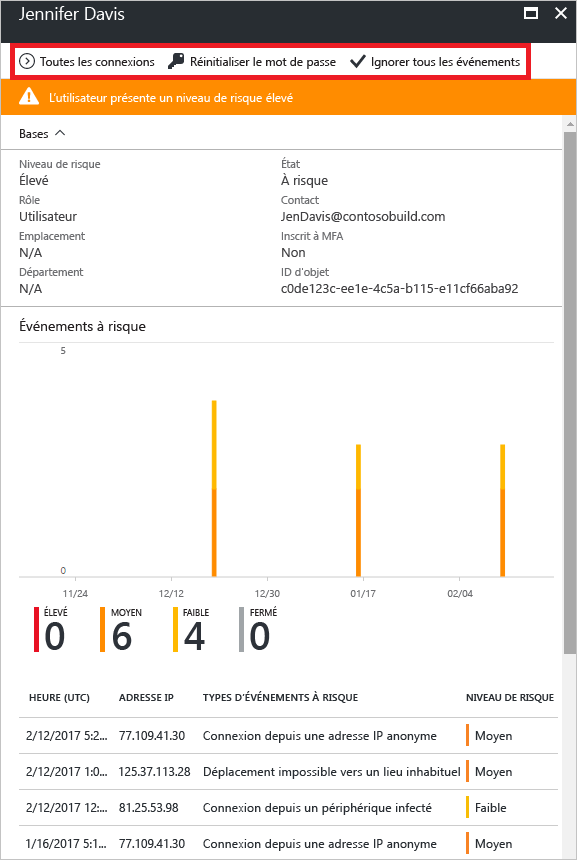 Jennifer Davis
Toutes les connexions Réinitialiser le mot de passe Ignorer tous les événements
L'utilisateur présente un niveau de risque élevé
Bases
Niveau de risque État
Élevé À risque
Rôle Contact
Utilisateur JenDavis@contosobuild.com
Emplacement Inscrit à MFA
N/A Non
Département ID d'objet
N/A c0de123c-ee1e-4c5a-b115-e11cf66aba92
Événements à risque
5
0
11/24 12/12 12/30 01/17 02/04
ÉLEVÉ MOYEN FAIBLE FERMÉ
0 6 4 0
HEURE (UTC) ADRESSE IP TYPES D'ÉVÉNEMENTS À RISQUE NIVEAU DE RISQUE
2/12/2017 5:2... 77.109.41.30 Connexion depuis une adresse IP anonyme Moyen
2/12/2017 1:0... 125.37.113.28 Déplacement impossible vers un lieu inhabituel Moyen
2/12/2017 12:... 81.25.53.98 Connexion depuis un périphérique infecté Faible
1/16/2017 5:1... 77.109.41.30 Connexion depuis une adresse IP anonyme Moyen